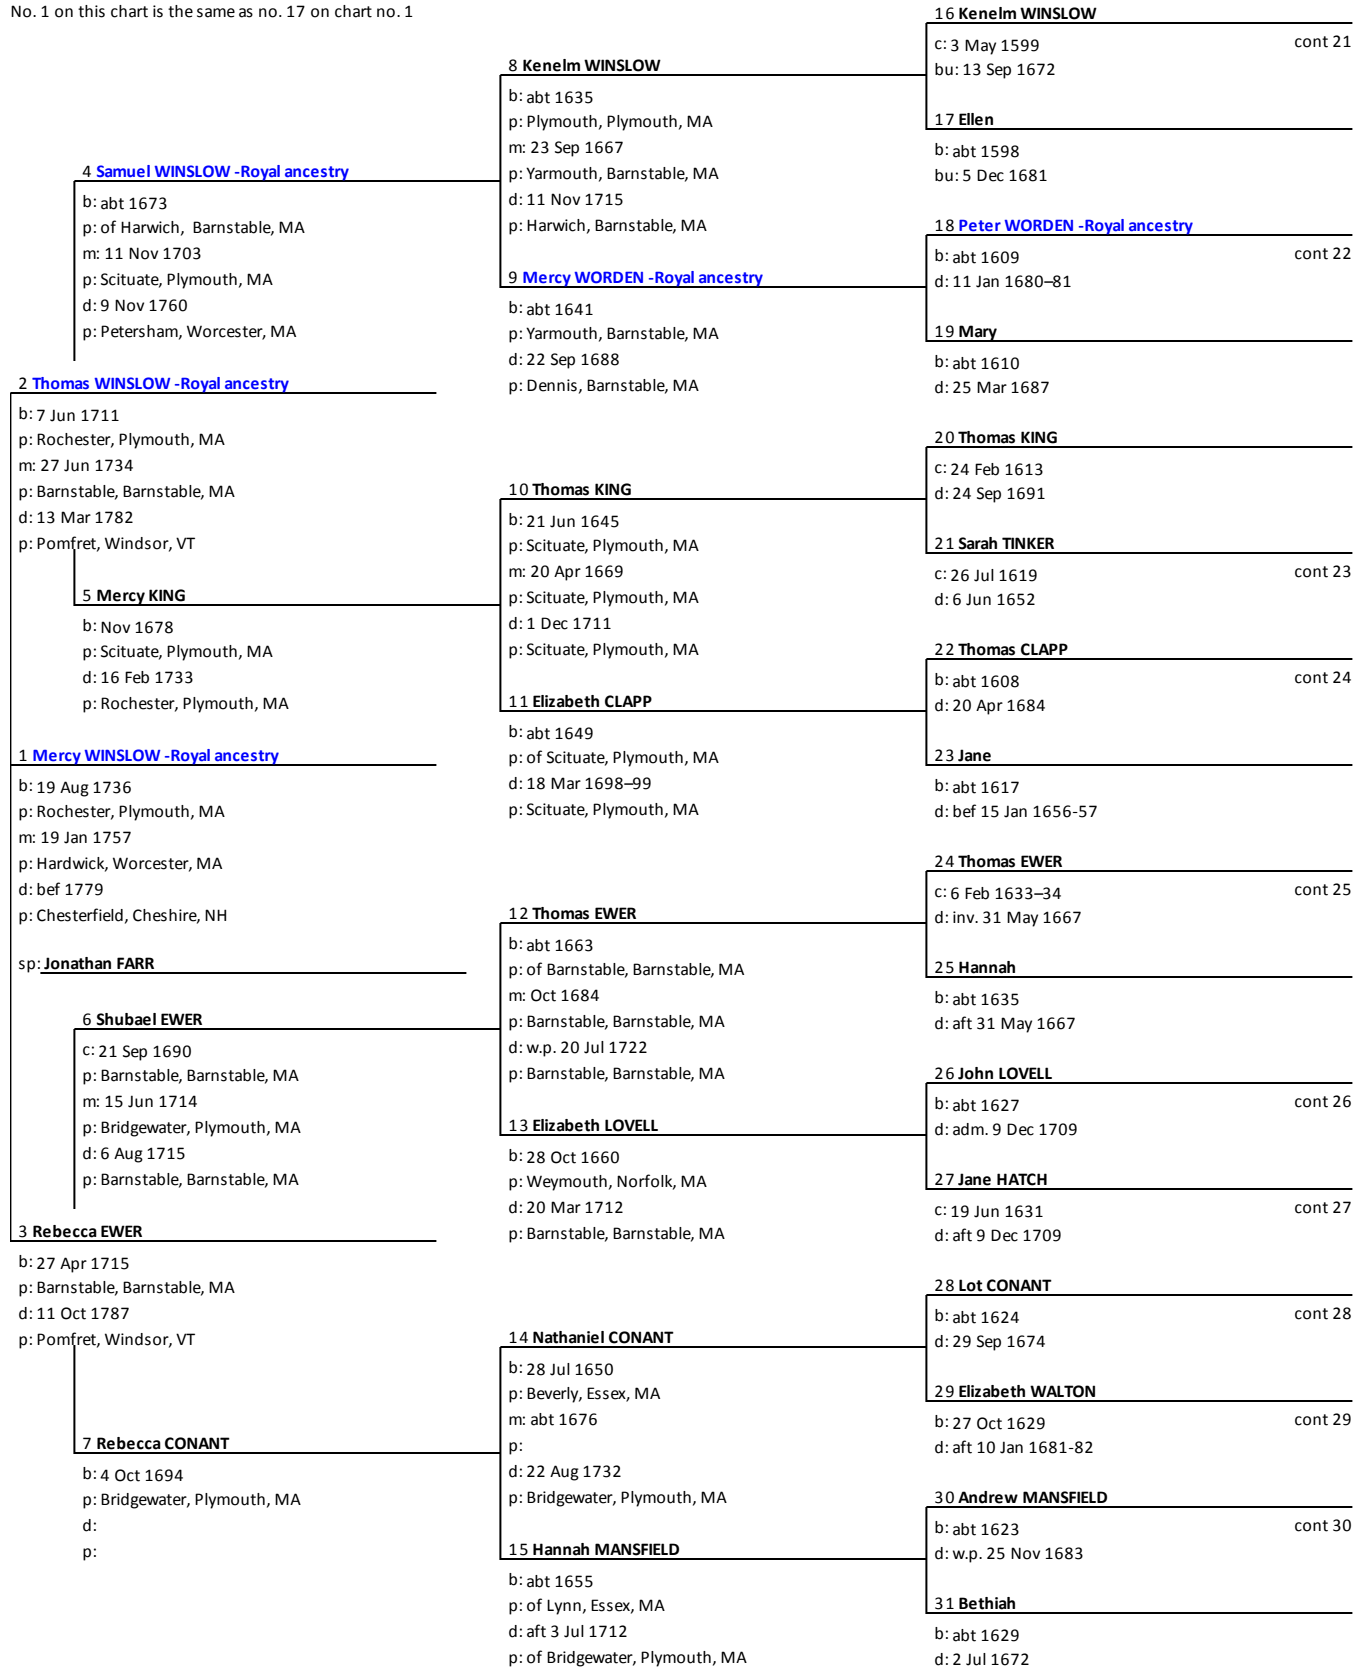 No. 1 on this chart is the same as no. 17 on chart no. 1
4 Samuel WINSLOW -Royal ancestry
b: abt 1673
p: of Harwich, Barnstable, MA
m: 11 Nov 1703
p: Scituate, Plymouth, MA
d: 9 Nov 1760
p: Petersham, Worcester, MA
2 Thomas WINSLOW -Royal ancestry
b: 7 Jun 1711
p: Rochester, Plymouth, MA
m: 27 Jun 1734
p: Barnstable, Barnstable, MA
d: 13 Mar 1782
p: Pomfret, Windsor, VT
5 Mercy KING
b: Nov 1678
p: Scituate, Plymouth, MA
d: 16 Feb 1733
p: Rochester, Plymouth, MA
1 Mercy WINSLOW -Royal ancestry
b: 19 Aug 1736
p: Rochester, Plymouth, MA
m: 19 Jan 1757
p: Hardwick, Worcester, MA
d: bef 1779
p: Chesterfield, Cheshire, NH
sp: Jonathan FARR
6 Shubael EWER
c: 21 Sep 1690
p: Barnstable, Barnstable, MA
m: 15 Jun 1714
p: Bridgewater, Plymouth, MA
d: 6 Aug 1715
p: Barnstable, Barnstable, MA
3 Rebecca EWER
b: 27 Apr 1715
p: Barnstable, Barnstable, MA
d: 11 Oct 1787
p: Pomfret, Windsor, VT
7 Rebecca CONANT
b: 4 Oct 1694
p: Bridgewater, Plymouth, MA
d:
p:
8 Kenelm WINSLOW
b: abt 1635
p: Plymouth, Plymouth, MA
m: 23 Sep 1667
p: Yarmouth, Barnstable, MA
d: 11 Nov 1715
p: Harwich, Barnstable, MA
9 Mercy WORDEN -Royal ancestry
b: abt 1641
p: Yarmouth, Barnstable, MA
d: 22 Sep 1688
p: Dennis, Barnstable, MA
10 Thomas KING
b: 21 Jun 1645
p: Scituate, Plymouth, MA
m: 20 Apr 1669
p: Scituate, Plymouth, MA
d: 1 Dec 1711
p: Scituate, Plymouth, MA
11 Elizabeth CLAPP
b: abt 1649
p: of Scituate, Plymouth, MA
d: 18 Mar 1698–99
p: Scituate, Plymouth, MA
12 Thomas EWER
b: abt 1663
p: of Barnstable, Barnstable, MA
m: Oct 1684
p: Barnstable, Barnstable, MA
d: w.p. 20 Jul 1722
p: Barnstable, Barnstable, MA
13 Elizabeth LOVELL
b: 28 Oct 1660
p: Weymouth, Norfolk, MA
d: 20 Mar 1712
p: Barnstable, Barnstable, MA
14 Nathaniel CONANT
b: 28 Jul 1650
p: Beverly, Essex, MA
m: abt 1676
p:
d: 22 Aug 1732
p: Bridgewater, Plymouth, MA
15 Hannah MANSFIELD
b: abt 1655
p: of Lynn, Essex, MA
d: aft 3 Jul 1712
p: of Bridgewater, Plymouth, MA
16 Kenelm WINSLOW
c: 3 May 1599 cont 21
bu: 13 Sep 1672
17 Ellen
b: abt 1598
bu: 5 Dec 1681
18 Peter WORDEN -Royal ancestry
b: abt 1609 cont 22
d: 11 Jan 1680–81
19 Mary
b: abt 1610
d: 25 Mar 1687
20 Thomas KING
c: 24 Feb 1613
d: 24 Sep 1691
21 Sarah TINKER
c: 26 Jul 1619 cont 23
d: 6 Jun 1652
22 Thomas CLAPP
b: abt 1608 cont 24
d: 20 Apr 1684
23 Jane
b: abt 1617
d: bef 15 Jan 1656-57
24 Thomas EWER
c: 6 Feb 1633–34 cont 25
d: inv. 31 May 1667
25 Hannah
b: abt 1635
d: aft 31 May 1667
26 John LOVELL
b: abt 1627 cont 26
d: adm. 9 Dec 1709
27 Jane HATCH
c: 19 Jun 1631 cont 27
d: aft 9 Dec 1709
28 Lot CONANT
b: abt 1624 cont 28
d: 29 Sep 1674
29 Elizabeth WALTON
b: 27 Oct 1629 cont 29
d: aft 10 Jan 1681-82
30 Andrew MANSFIELD
b: abt 1623 cont 30
d: w.p. 25 Nov 1683
31 Bethiah
b: abt 1629
d: 2 Jul 1672